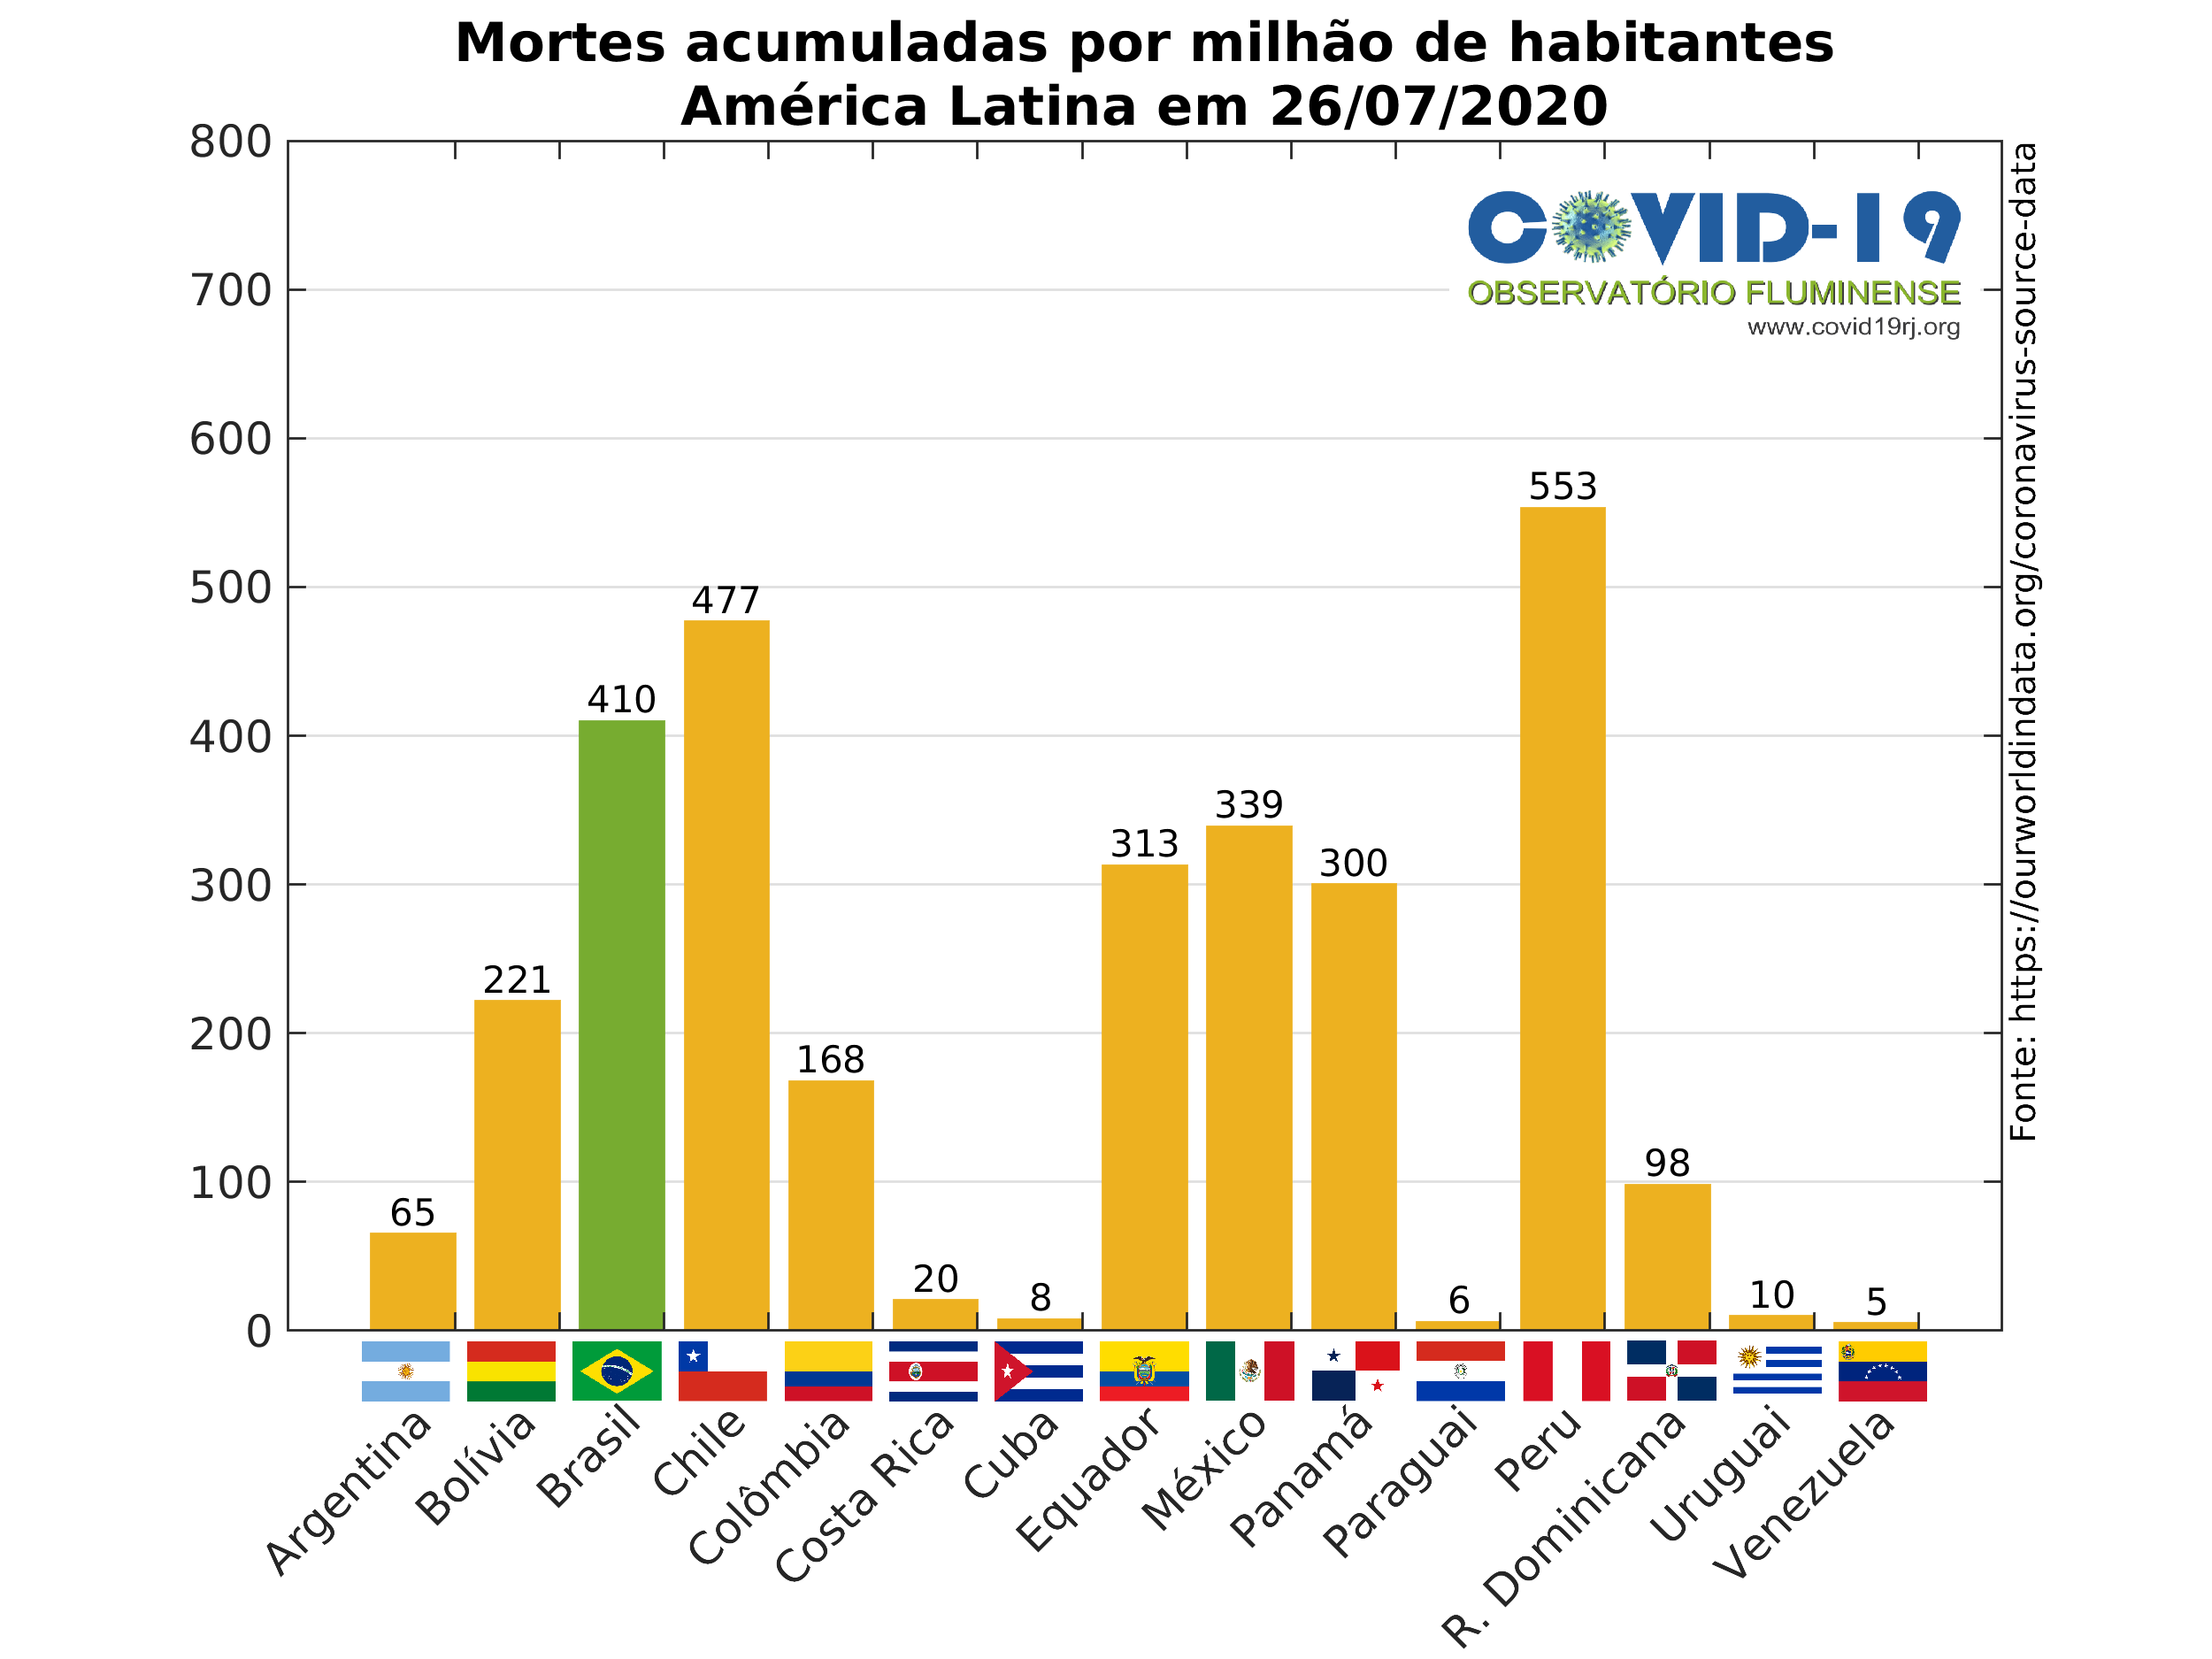 Mortes acumuladas por milhão de habitantes
América Latina em 26/07/2020
800
700
600
500
400
300
200
100
0
COVID-19
OBSERVATÓRIO FLUMINENSE
www.covid19rj.org
Fonte: https://ourworldindata.org/coronavirus-source-data
65
221
410
477
168
20
8
313
339
300
6
553
98
10
5
Argentina
Bolívia
Brasil
Chile
Colômbia
Costa Rica
Cuba
Equador
México
Panamá
Paraguai
Peru
R. Dominicana
Uruguai
Venezuela